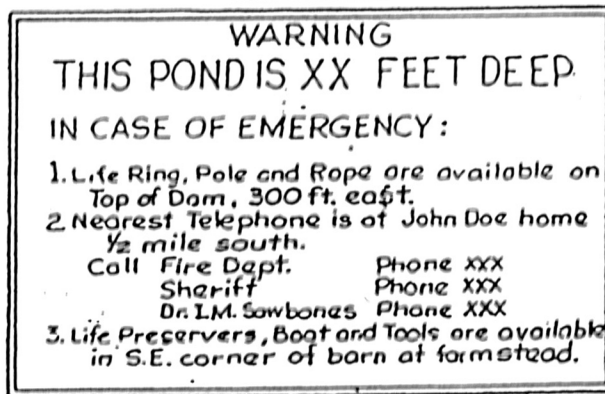 WARNING
THIS POND IS XX FEET DEEP
IN CASE OF EMERGENCY:
1. Life Ring, Pole and Rope are available on
Top of Dam, 300 ft. east.
2. Nearest Telephone is at John Doe home
½ mile south.
Call Fire Dept. Phone XXX
Sheriff Phone XXX
Dr. I.M. Sawbones Phone XXX
3. Life Preservers, Boat and Tools are available
in S.E. corner of barn at farmstead.